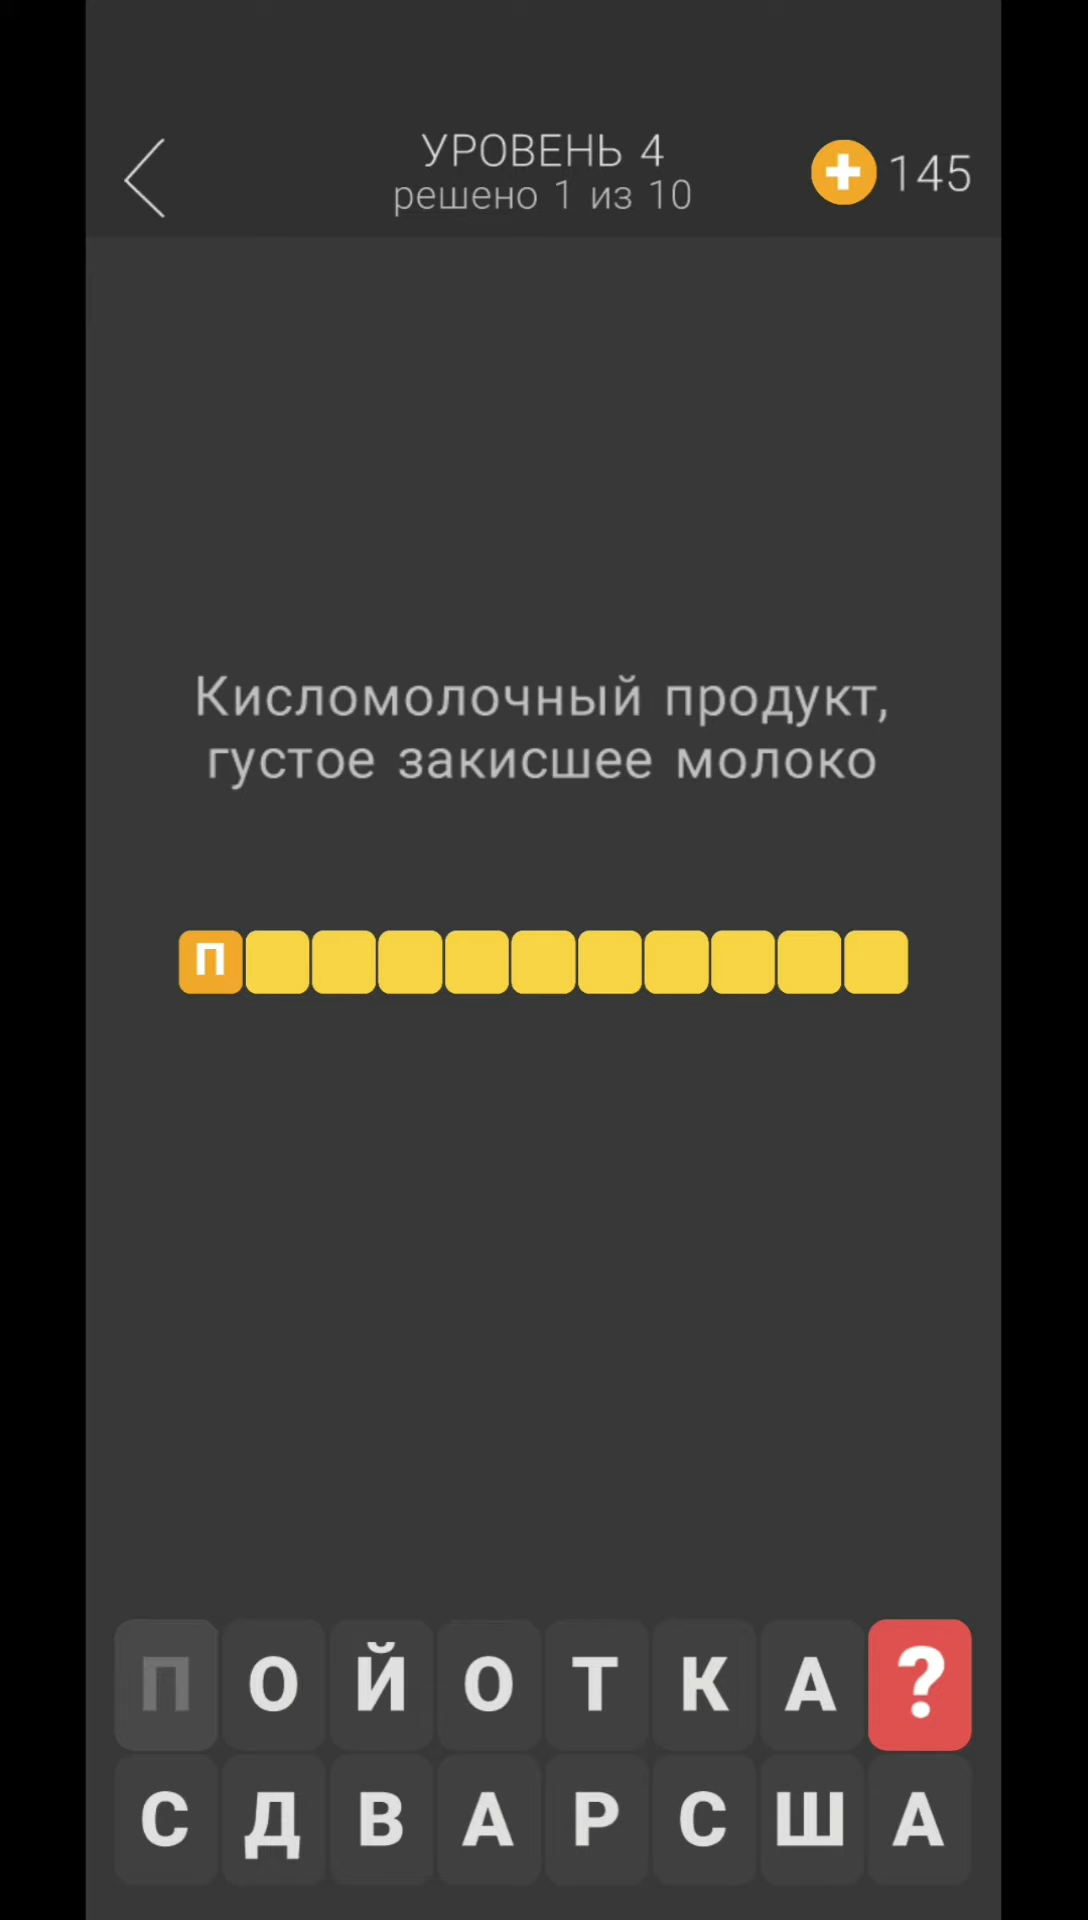 УРОВЕНЬ 4
решено 1 из 10
145
Кисломолочный продукт,
густое закисшее молоко
П
П О Й О Т К А ?
С Д В А Р С Ш А